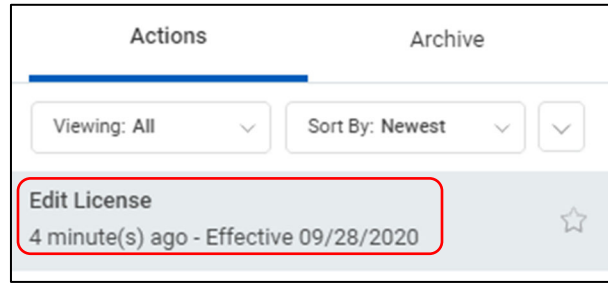 Actions Archive
Viewing: All Sort By: Newest
Edit License
4 minute(s) ago - Effective 09/28/2020